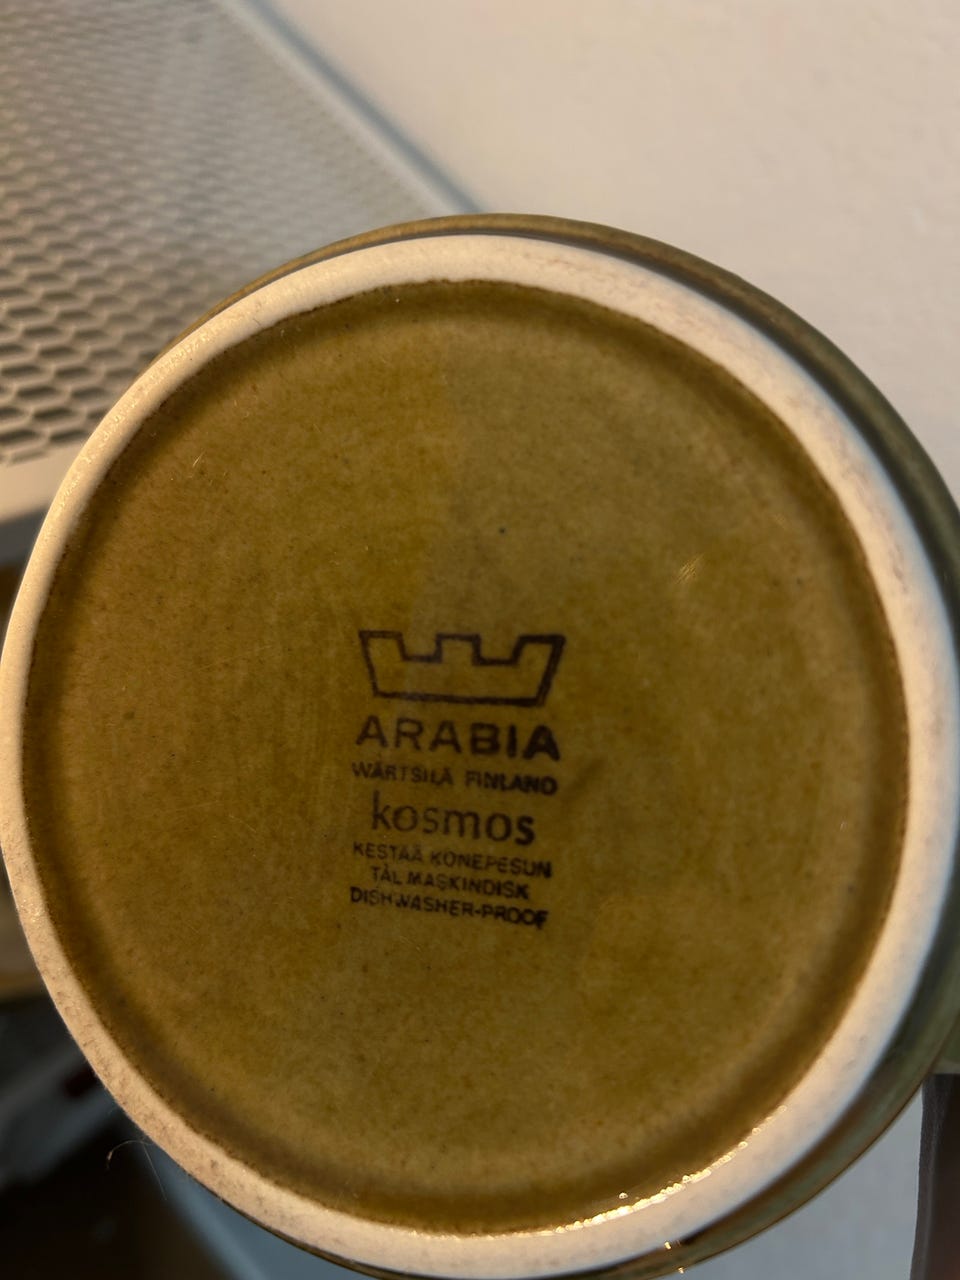 ARABIA
WÄRTSILÄ FINLAND
kosmos
KESTÄÄ KONEPESUN
TÅL MASKINDISK
DISHWASHER-PROOF